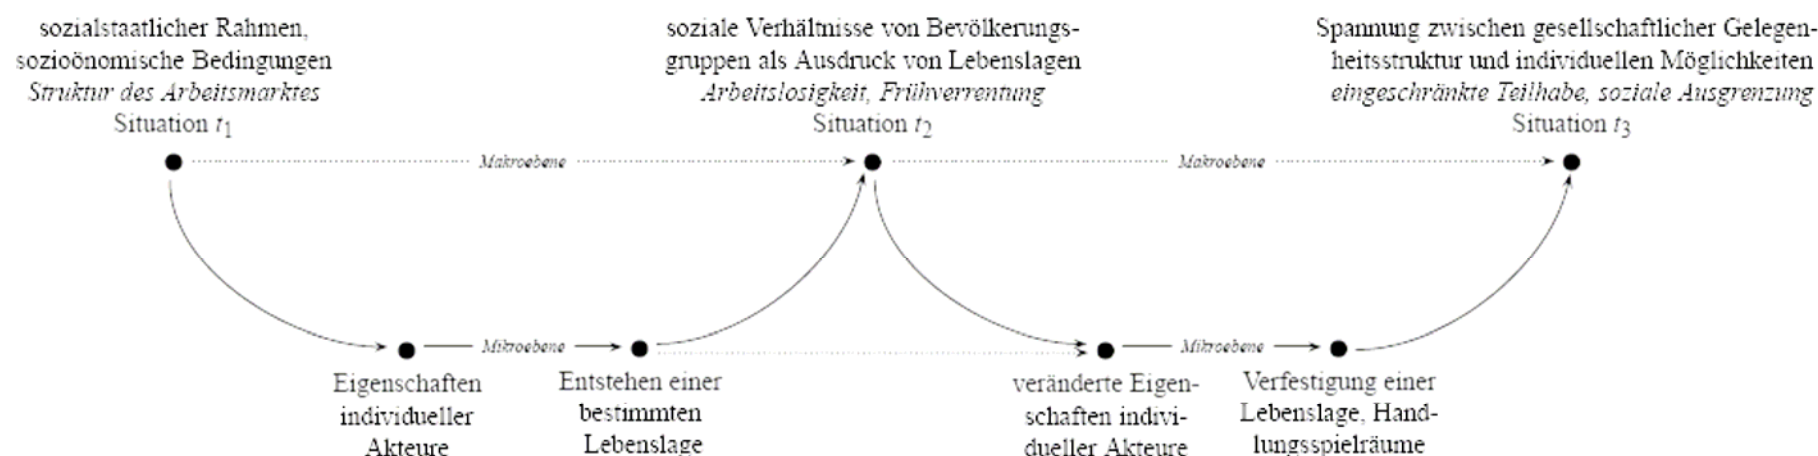 sozialstaatlicher Rahmen,
sozioönomische Bedingungen
Struktur des Arbeitsmarktes
Situation t1
soziale Verhältnisse von Bevölkerungs-
gruppen als Ausdruck von Lebenslagen
Arbeitslosigkeit, Frühverrentung
Situation t2
Spannung zwischen gesellschaftlicher Gelegen-
heitsstruktur und individuellen Möglichkeiten
eingeschränkte Teilhabe, soziale Ausgrenzung
Situation t3
Makroebene
Makroebene
Mikroebene
Mikroebene
Eigenschaften
individueller
Akteure
Entstehen einer
bestimmten
Lebenslage
veränderte Eigen-
schaften indivi-
dueller Akteure
Verfestigung einer
Lebenslage, Hand-
lungsspielräume